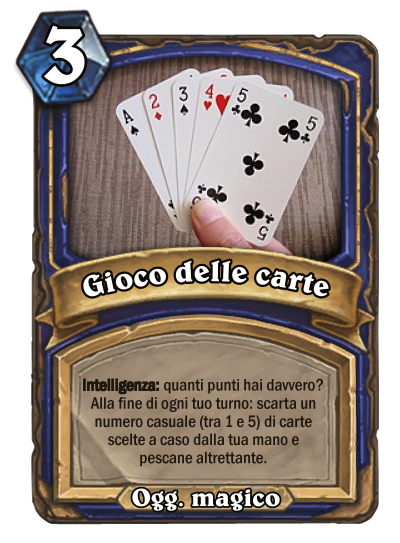 3
A
2
3
4
5
5
5
Gioco delle carte
Intelligenza: quanti punti hai davvero?
Alla fine di ogni tuo turno: scarta un
numero casuale (tra 1 e 5) di carte
scelte a caso dalla tua mano e
pescane altrettante.
Ogg. magico